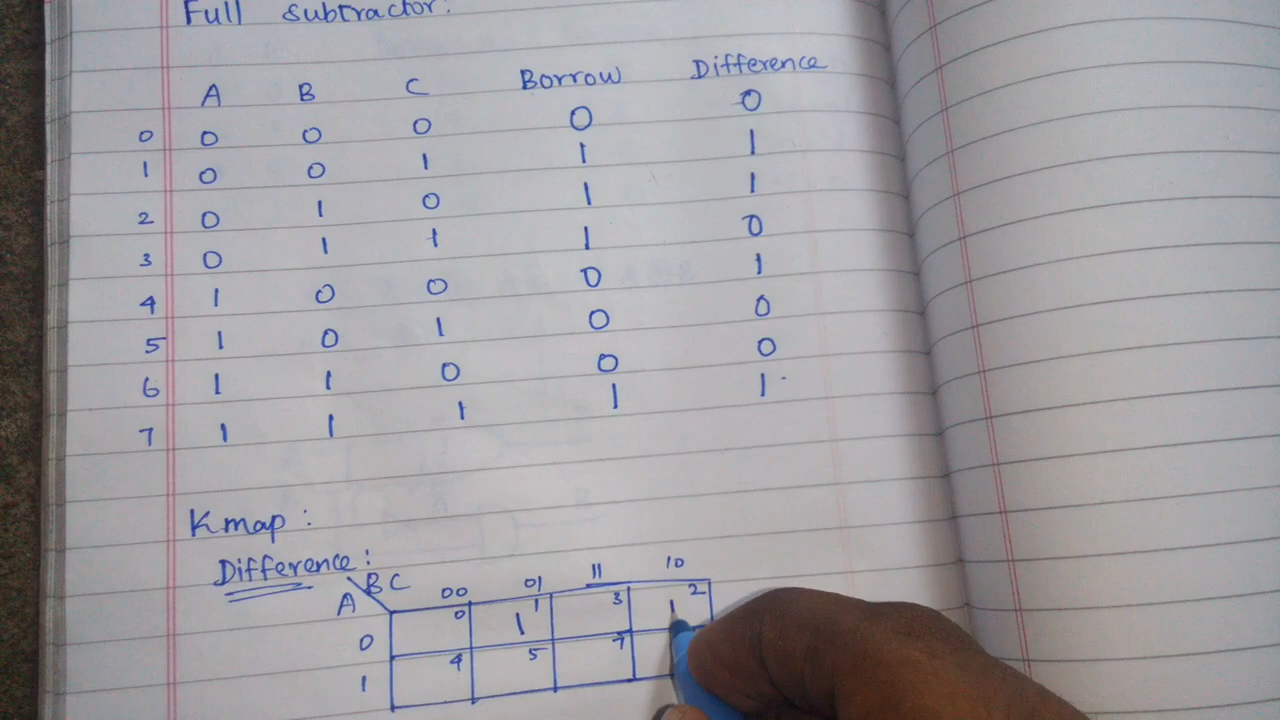 Full Subtractor:
A B C Borrow Difference
0 0 0 0 0 0
1 0 0 1 1 1
2 0 1 0 1 1
3 0 1 1 1 0
4 1 0 0 0 1
5 1 0 1 0 0
6 1 1 0 0 0
7 1 1 1 1 1
Kmap:
Difference:
A BC 00 01 11 10
0 0 1 1 3 1 2
1 4 5 7